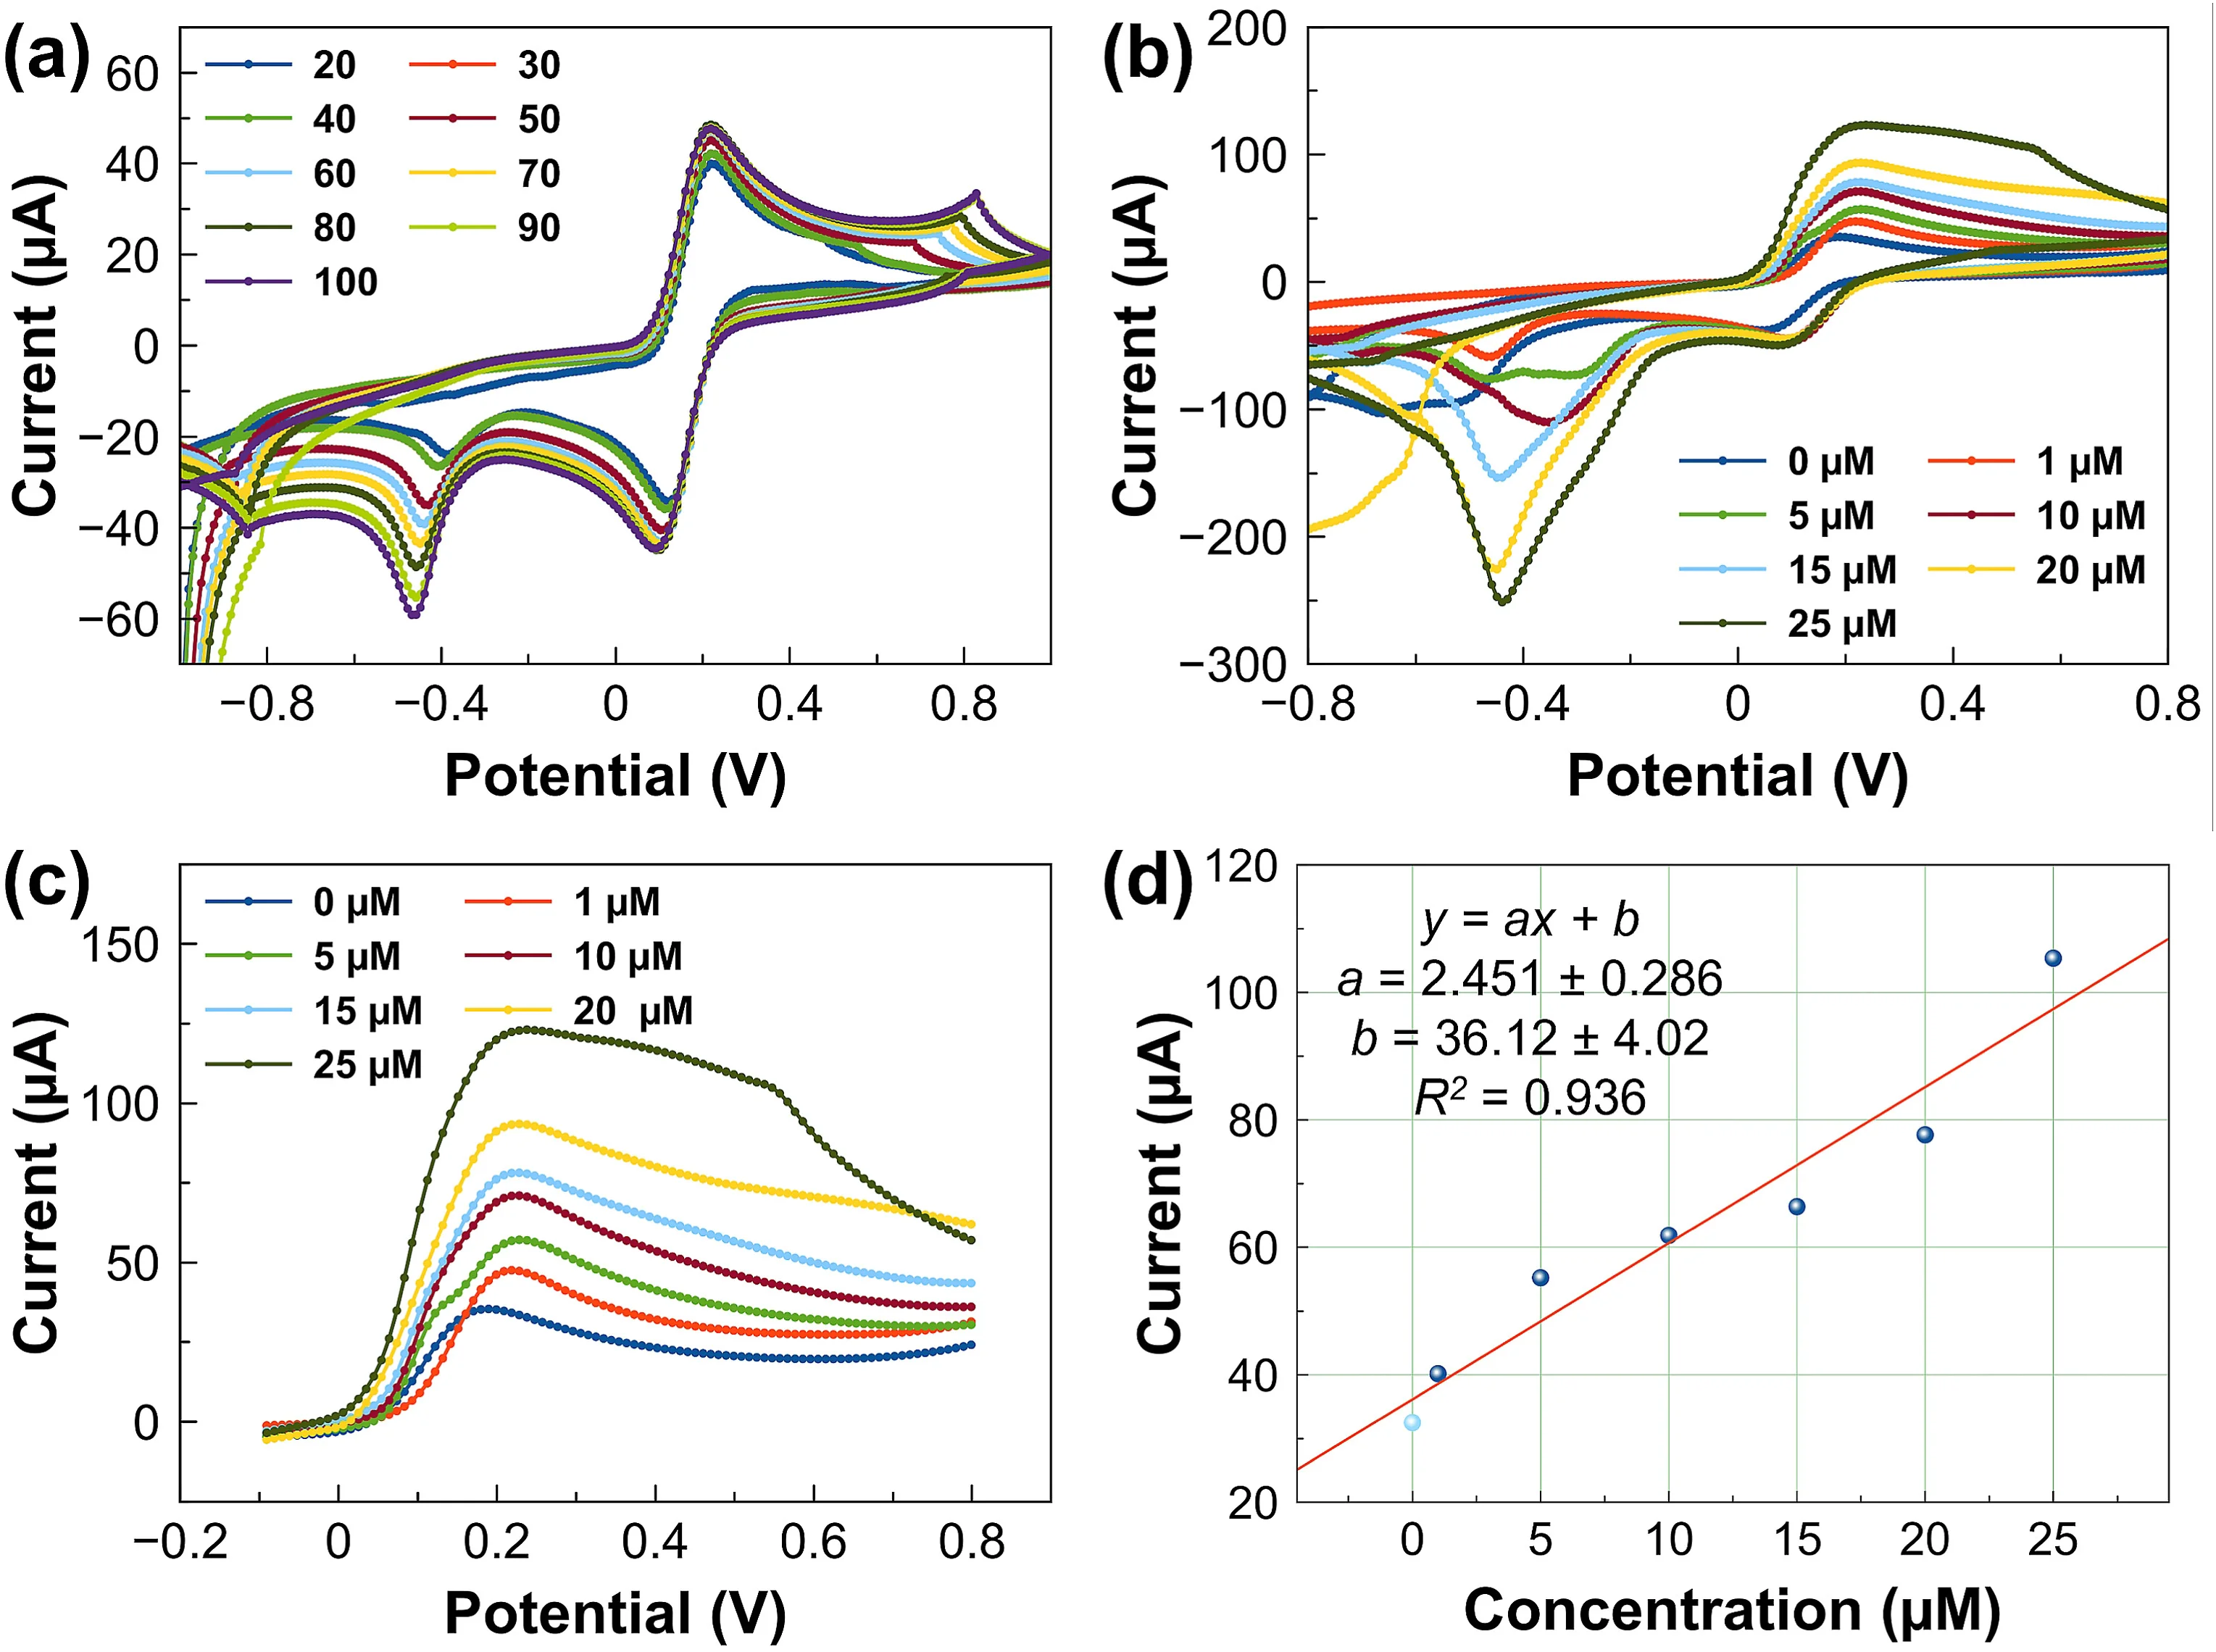 (a)
60
40
20
0
−20
−40
−60
Current (µA)
20 30
40 50
60 70
80 90
100
−0.8 −0.4 0 0.4 0.8
Potential (V)
(b)
200
100
0
−100
−200
−300
Current (µA)
0 µM 1 µM
5 µM 10 µM
15 µM 20 µM
25 µM
−0.8 −0.4 0 0.4 0.8
Potential (V)
(c)
150
100
50
0
Current (µA)
0 µM 1 µM
5 µM 10 µM
15 µM 20 µM
25 µM
−0.2 0 0.2 0.4 0.6 0.8
Potential (V)
(d)
120
100
80
60
40
20
Current (µA)
y = ax + b
a = 2.451 ± 0.286
b = 36.12 ± 4.02
R² = 0.936
0 5 10 15 20 25
Concentration (µM)